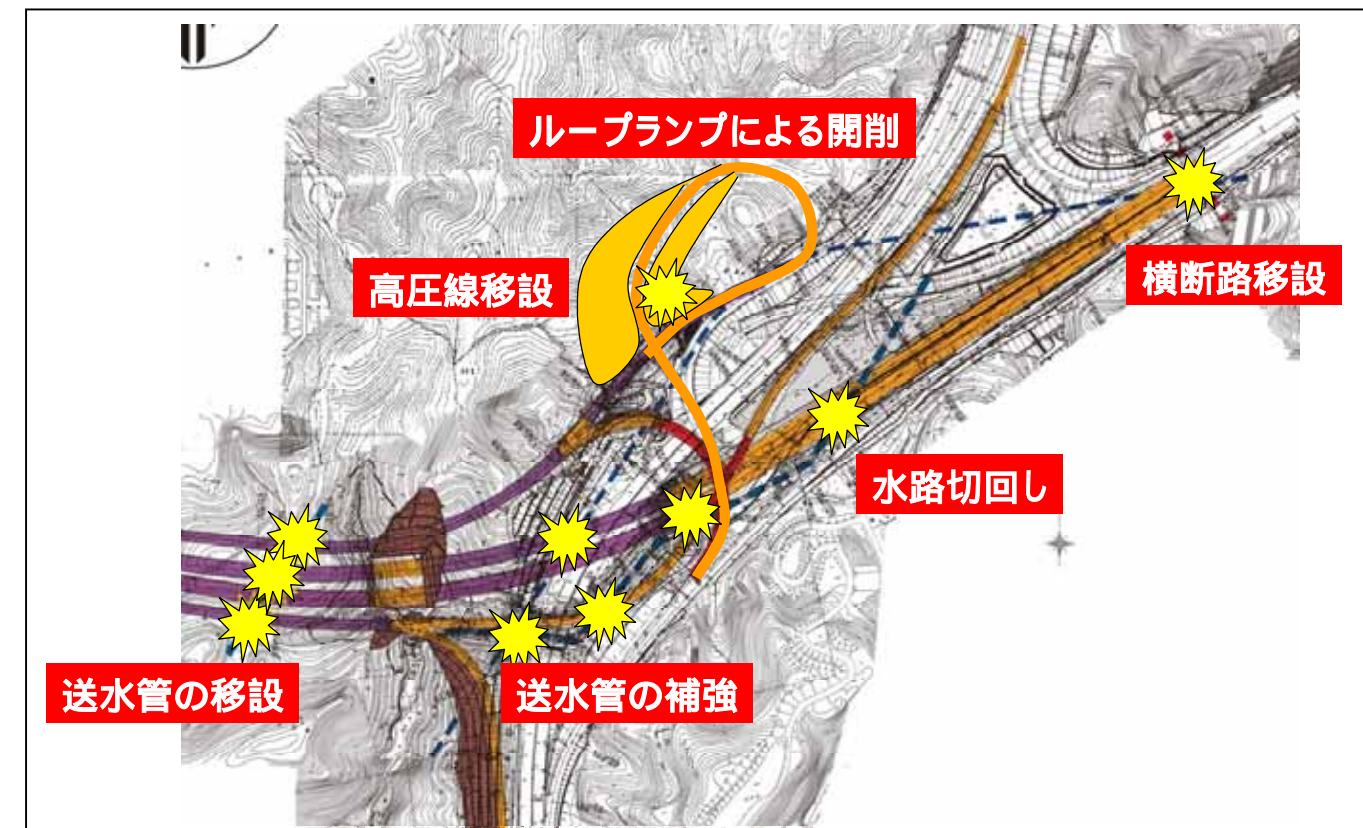 ループランプによる開削
高圧線移設
横断路移設
水路切回し
送水管の移設
送水管の補強